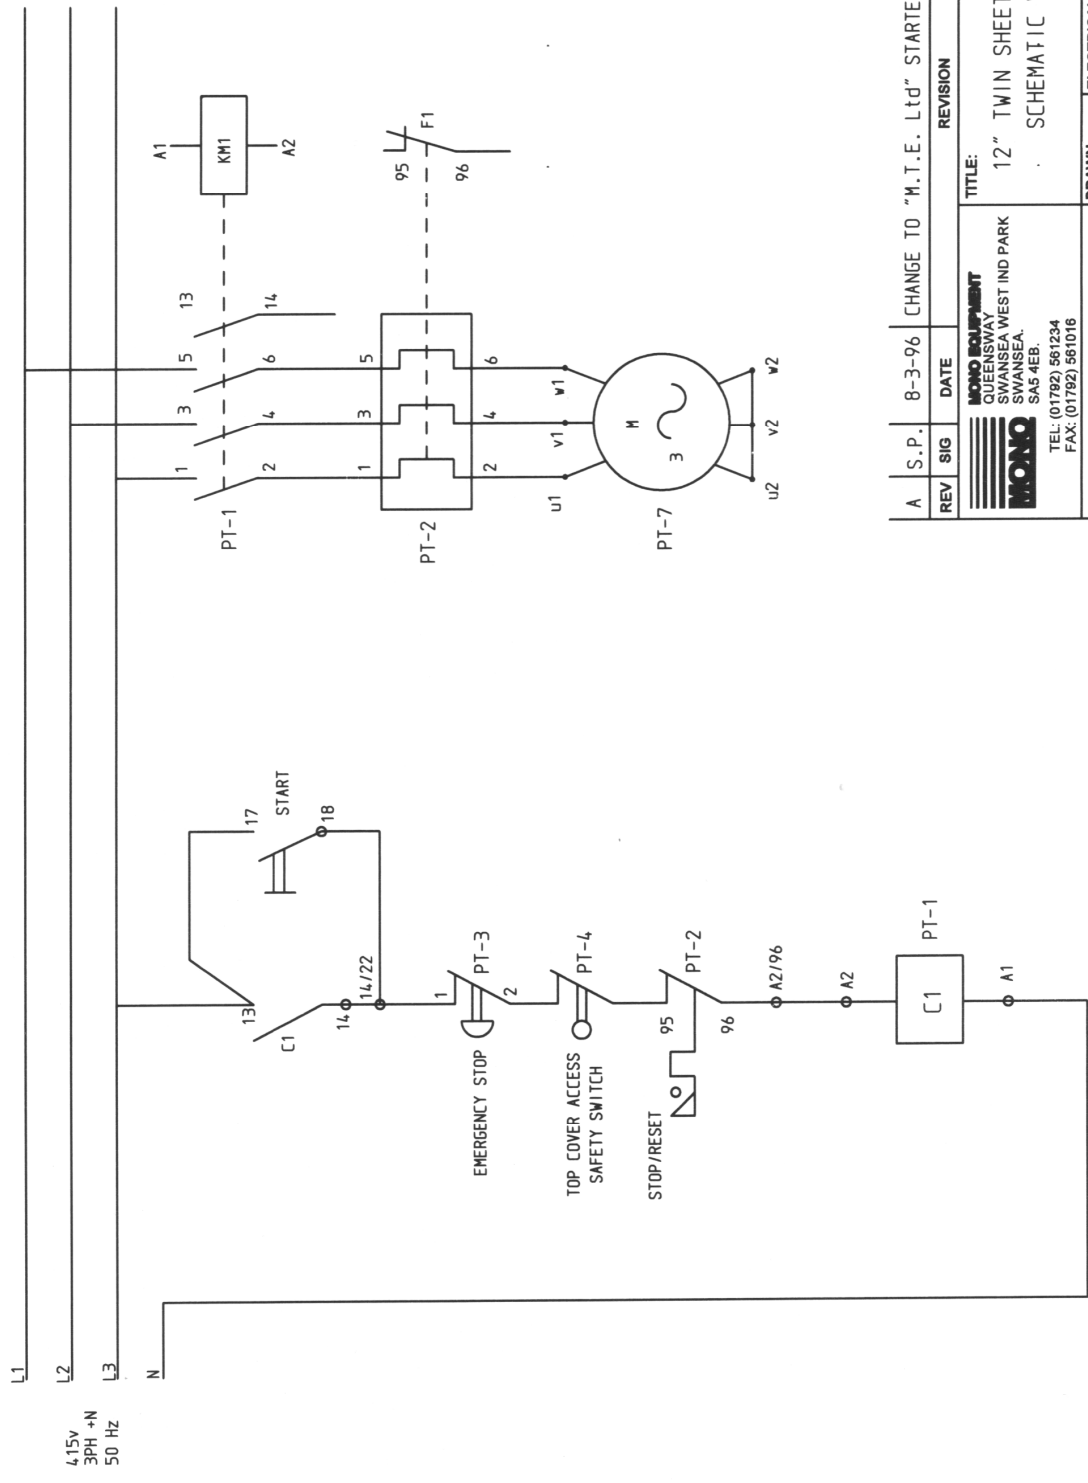 415v
3PH +N
50 Hz
L1
L2
L3
N
13
C1
14
14/22
17
START
18
1
EMERGENCY STOP
PT-3
2
TOP COVER ACCESS
SAFETY SWITCH
PT-4
STOP/RESET
95
PT-2
96
A2/96
A2
C1
PT-1
A1
1
3
5
13
PT-1
2
4
6
14
A1
KM1
A2
1
3
5
PT-2
2
4
6
95
F1
96
u1
v1
w1
M
3
PT-7
u2
v2
w2
A
S.P.
8-3-96
CHANGE TO "M.T.E. Ltd" STARTE
REV
SIG
DATE
REVISION
MONO
MONO EQUIPMENT
QUEENSWAY
SWANSEA WEST IND PARK
SWANSEA.
SA5 4EB.
TEL: (01792) 561234
FAX: (01792) 561016
TITLE:
12" TWIN SHEET
SCHEMATIC